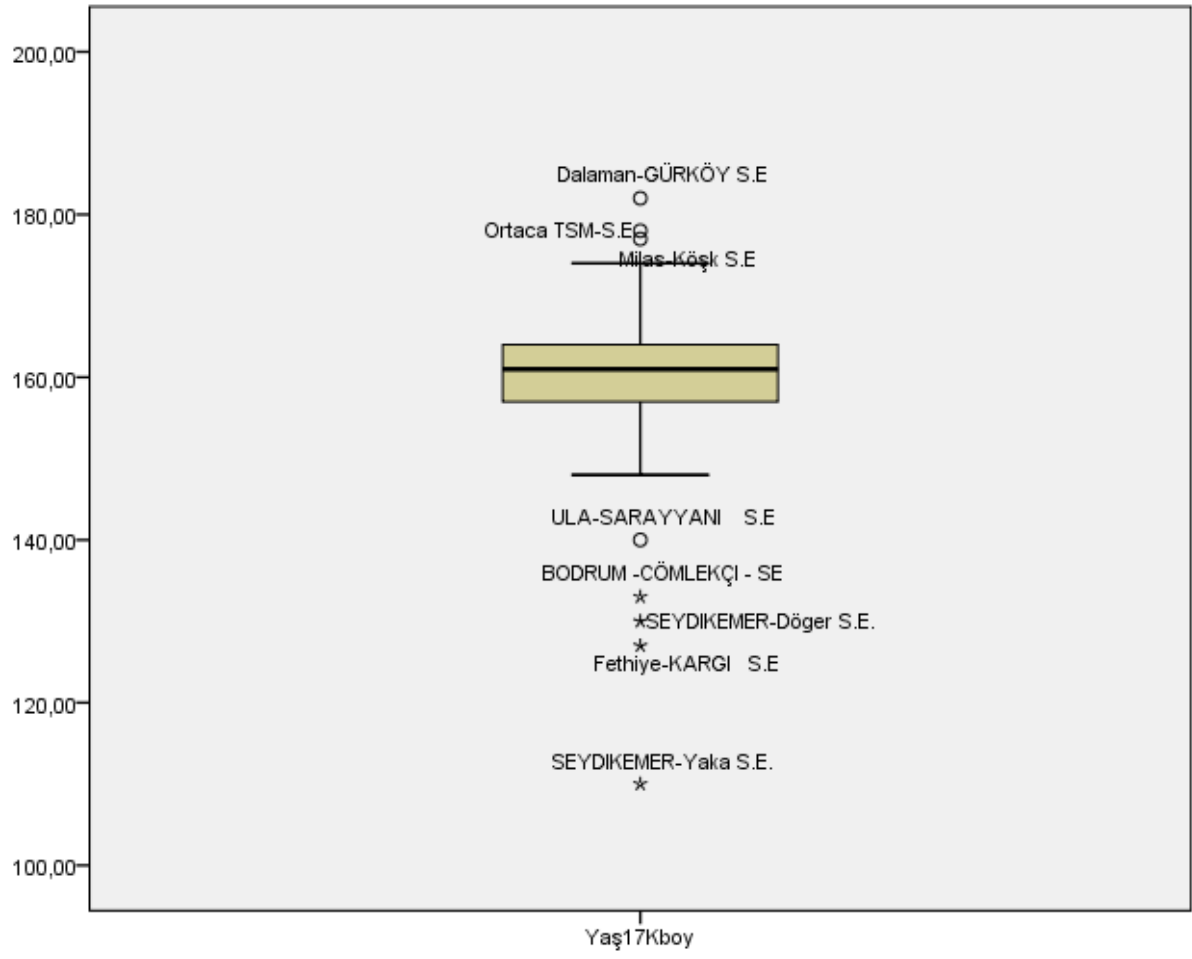 200,00
Dalaman-GÜRKÖY S.E
180,00
Ortaca TSM-S.E
Milas-Köşk S.E
160,00
ULA-SARAYYANI S.E
140,00
BODRUM -CÖMLEKÇI - SE
SEYDIKEMER-Döger S.E.
Fethiye-KARGI S.E
120,00
SEYDIKEMER-Yaka S.E.
100,00
Yaş17Kboy